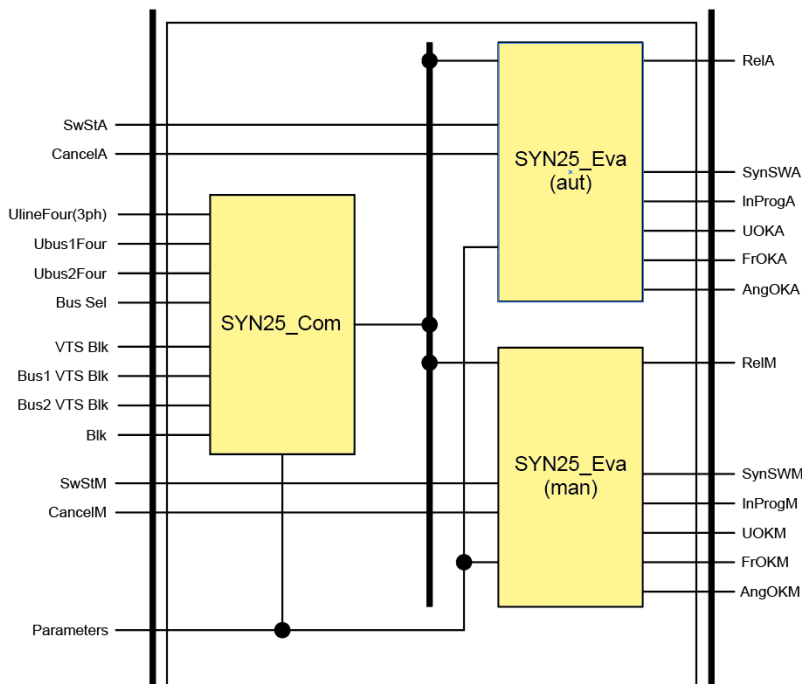 RelA
SwStA
CancelA
SYN25_Eva
(aut)
SynSWA
InProgA
UOKA
FrOKA
AngOKA
UlineFour(3ph)
Ubus1Four
Ubus2Four
Bus Sel
SYN25_Com
VTS Blk
Bus1 VTS Blk
Bus2 VTS Blk
Blk
RelM
SwStM
CancelM
SYN25_Eva
(man)
SynSWM
InProgM
UOKM
FrOKM
AngOKM
Parameters